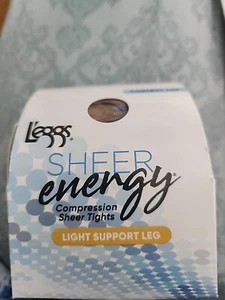 L'eggs
SHEER
energy
Compression
Sheer Tights
LIGHT SUPPORT LEG